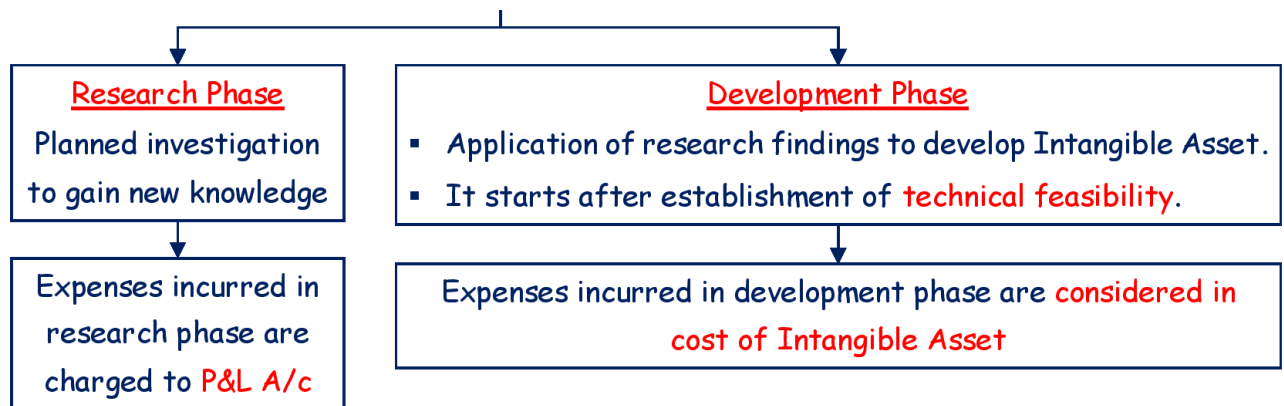 Research Phase
Planned investigation
to gain new knowledge
Development Phase
▪ Application of research findings to develop Intangible Asset.
▪ It starts after establishment of technical feasibility.
Expenses incurred in
research phase are
charged to P&L A/c
Expenses incurred in development phase are considered in
cost of Intangible Asset